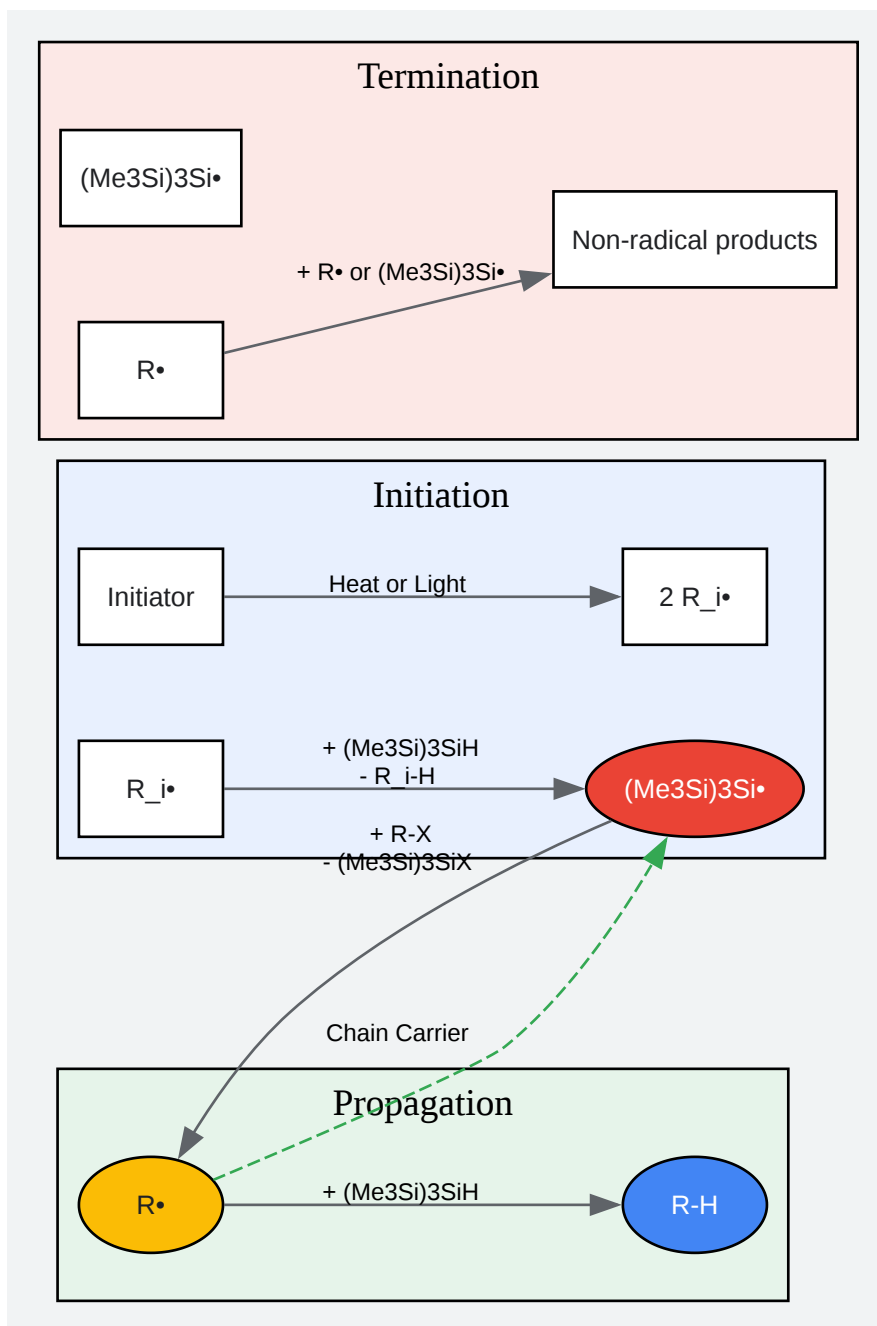 Termination
(Me3Si)3Si•
Non-radical products
+ R• or (Me3Si)3Si•
R•
Initiation
Initiator
Heat or Light
2 R_i•
R_i•
+ (Me3Si)3SiH
- R_i-H
(Me3Si)3Si•
+ R-X
- (Me3Si)3SiX
Chain Carrier
Propagation
R•
+ (Me3Si)3SiH
R-H